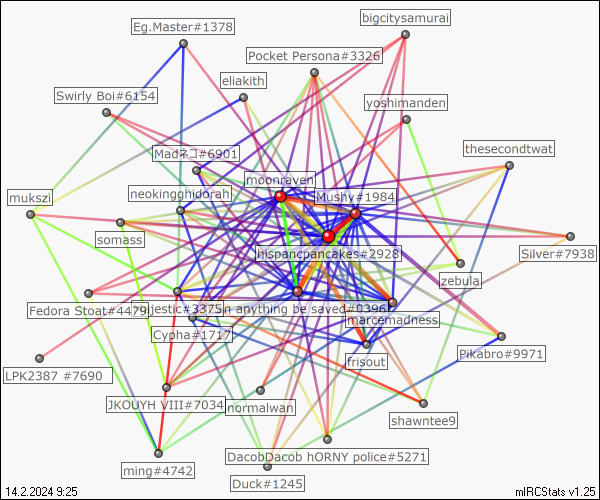 bigcitysamurai
Eg.Master#1378
Pocket Persona#3326
eliakith
Swirly Boi#6154
yoshimanden
thesecondtwat
Madネコ#6901
moonraven
neokingghidorah
Mushy#1984
mukszi
somass
hispancpancakes#2928
Silver#7938
zebula
Fedora Stoat#4479
jestic#3375
n anything be saved?#0396
marcemadness
Cypha#1717
Pikabro#9971
frisout
LPK2387 #7690
JKOUYH VIII#7034
normalwan
shawntee9
DacobDacob hORNY police#5271
ming#4742
Duck#1245
14.2.2024 9:25
mIRCStats v1.25